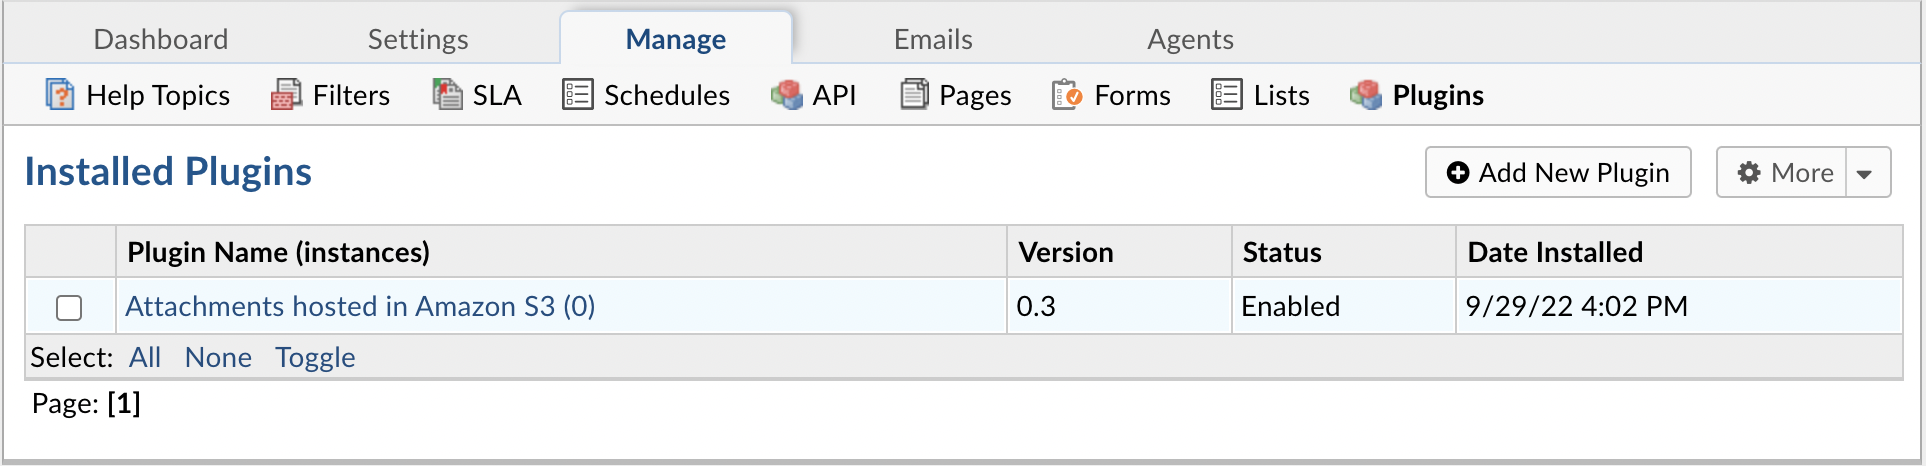 Dashboard Settings Manage Emails Agents
Help Topics Filters SLA Schedules API Pages Forms Lists Plugins
Installed Plugins Add New Plugin More
Plugin Name (instances) Version Status Date Installed
Attachments hosted in Amazon S3 (0) 0.3 Enabled 9/29/22 4:02 PM
Select: All None Toggle
Page: [1]